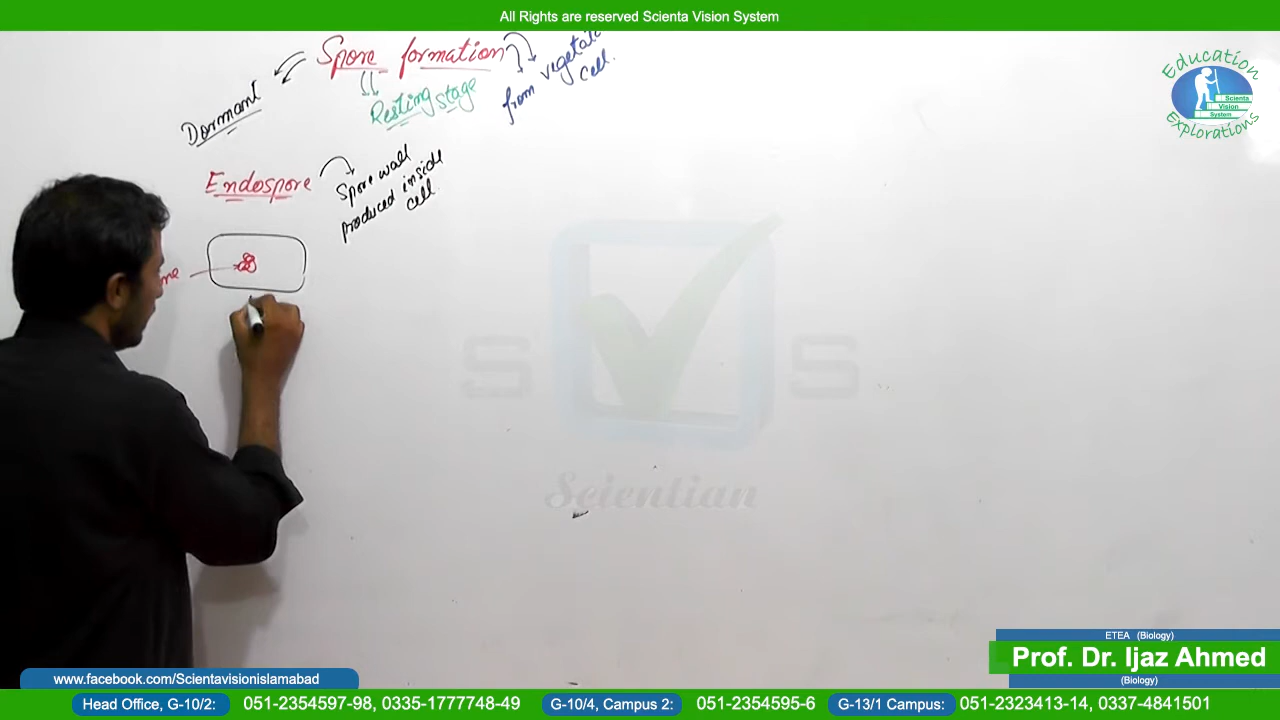 All Rights are reserved Scienta Vision System
Spore formation
Dormant
Resting stage
from
cell.
Endospore
Spore wall
produced inside
cell
Education
Scienta
Vision
System
Explorations
S S
Scientian
ETEA (Biology)
Prof. Dr. Ijaz Ahmed
(Biology)
www.facebook.com/Scientavisionislamabad
Head Office, G-10/2: 051-2354597-98, 0335-1777748-49 G-10/4, Campus 2: 051-2354595-6 G-13/1 Campus: 051-2323413-14, 0337-4841501